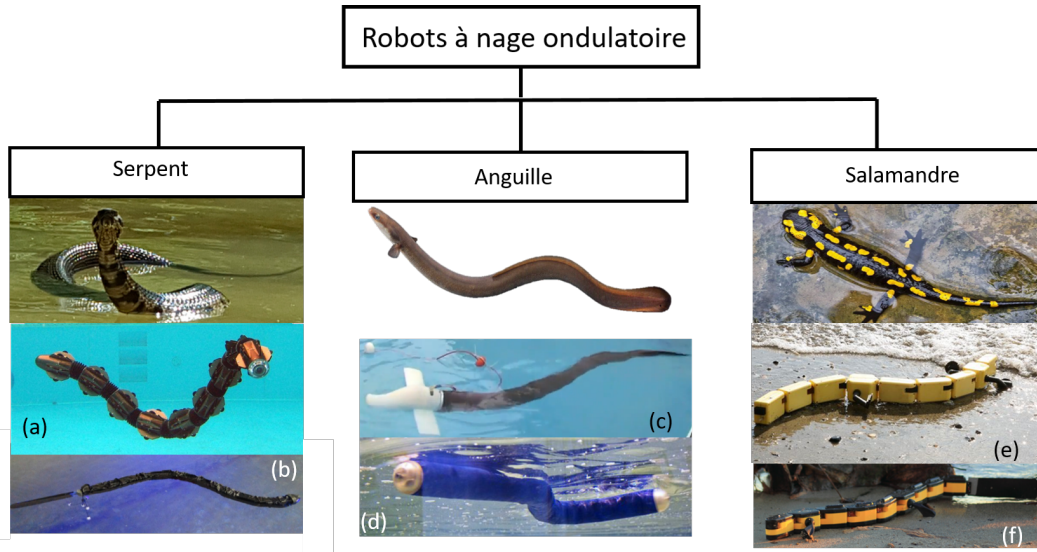 Robots à nage ondulatoire
Serpent
Anguille
Salamandre
(a)
(b)
(c)
(d)
(e)
(f)